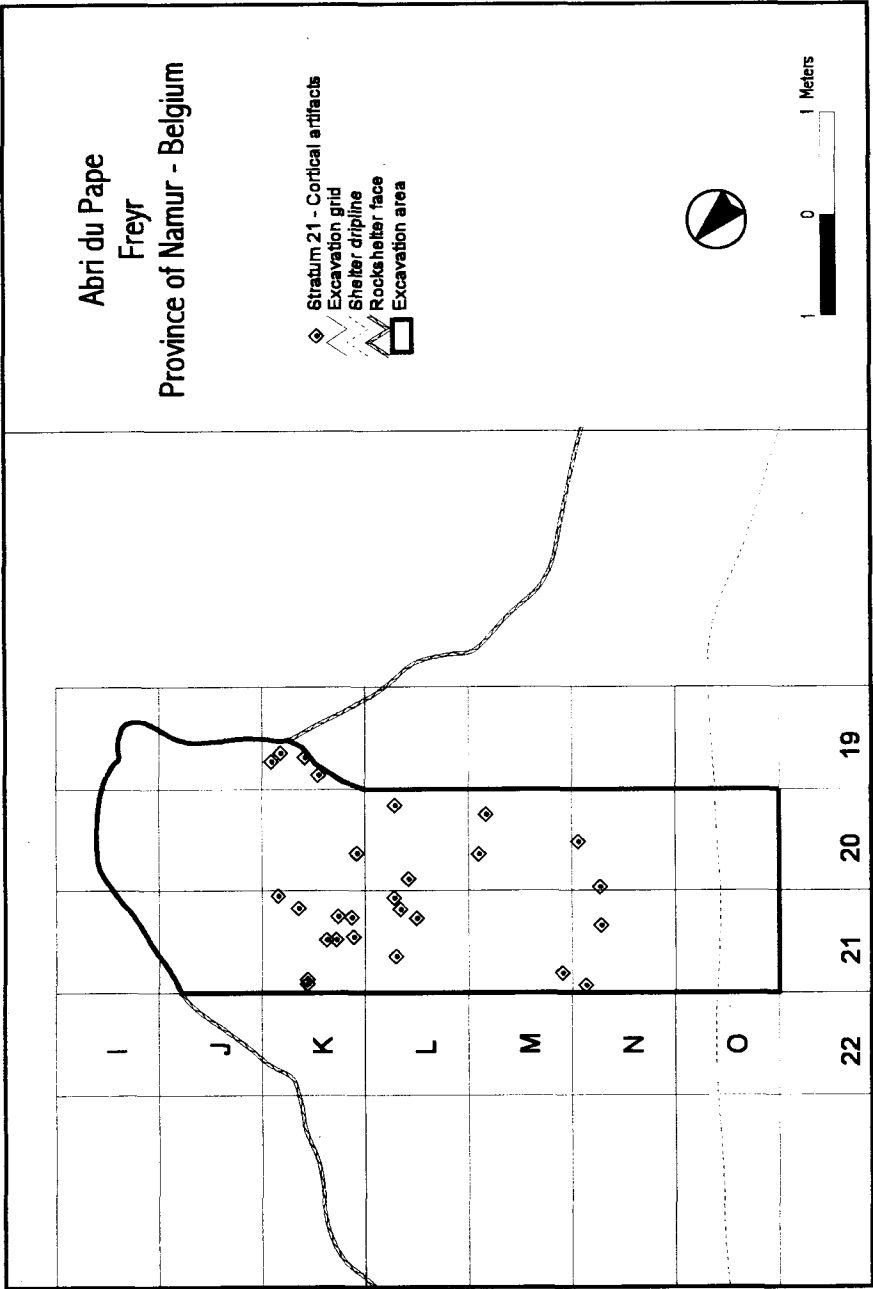 Abri du Pape
Freyr
Province of Namur - Belgium
Stratum 21 - Cortical artifacts
Excavation grid
Shelter dripline
Rockshelter face
Excavation area
1 0 1 Meters
I
J
K
L
M
N
O
22 21 20 19